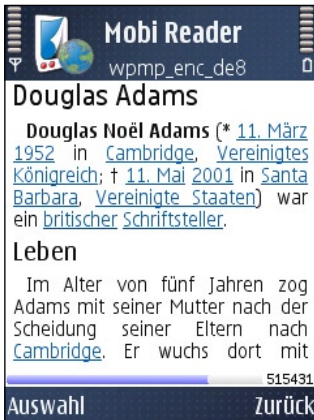 Mobi Reader
wpmp_enc_de8
Douglas Adams
Douglas Noël Adams (* 11. März
1952 in Cambridge, Vereinigtes
Königreich; † 11. Mai 2001 in Santa
Barbara, Vereinigte Staaten) war
ein britischer Schriftsteller.
Leben
Im Alter von fünf Jahren zog
Adams mit seiner Mutter nach der
Scheidung seiner Eltern nach
Cambridge. Er wuchs dort mit
515431
Auswahl Zurück